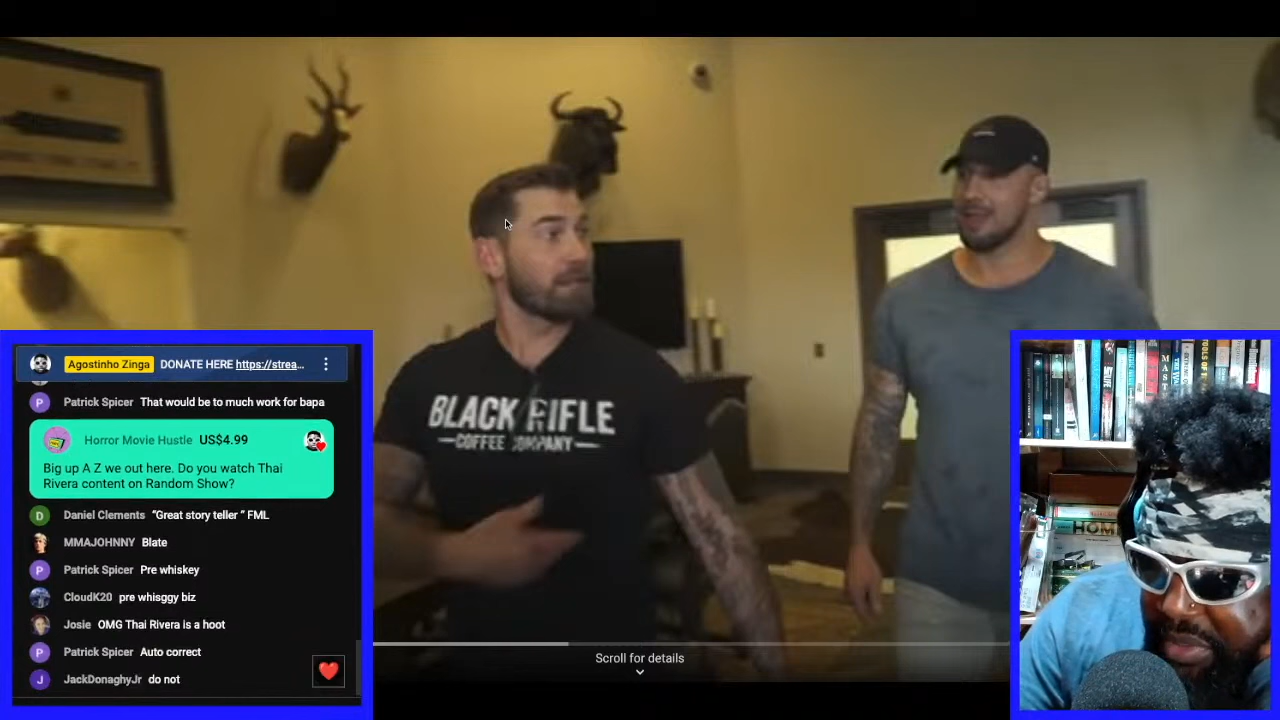 BLACK RIFLE
COFFEE COMPANY
Agostinho Zinga DONATE HERE https://strea...
Patrick Spicer That would be to much work for bapa
Horror Movie Hustle US$4.99
Big up A Z we out here. Do you watch Thai
Rivera content on Random Show?
Daniel Clements “Great story teller ” FML
MMAJOHNNY Blate
Patrick Spicer Pre whiskey
CloudK20 pre whisggy biz
Josie OMG Thai Rivera is a hoot
Patrick Spicer Auto correct
JackDonaghyJr do not
P
D
P
P
J
Scroll for details
HOME